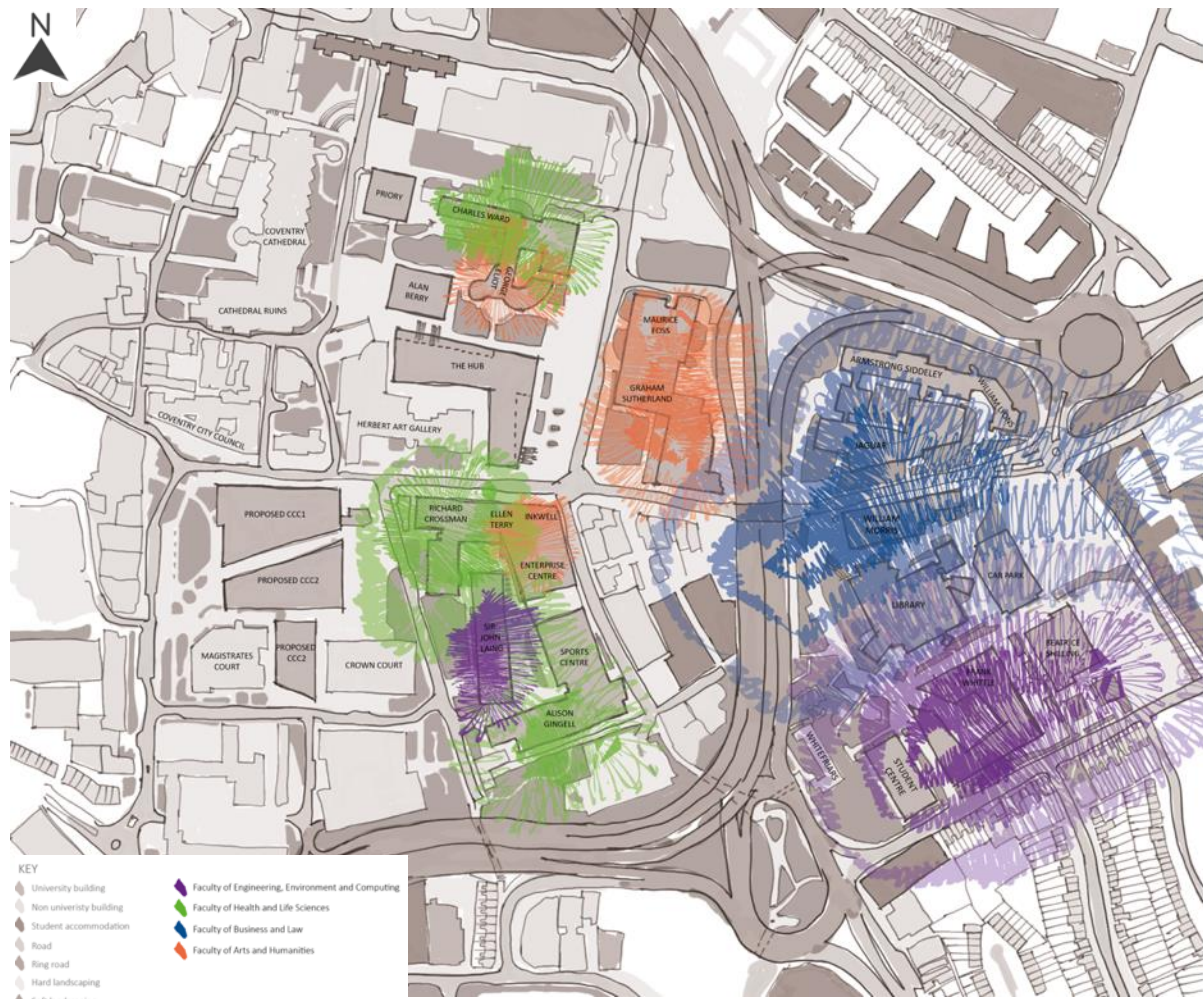 N
PRIORY
CHARLES WARD
COVENTRY
CATHEDRAL
GEORGE
ELIOT
ALAN
BERRY
CATHEDRAL RUINS
MAURICE
FOSS
THE HUB
GRAHAM
SUTHERLAND
ARMSTRONG SIDDELEY
WILLIAM LYONS
COVENTRY CITY COUNCIL
HERBERT ART GALLERY
JAGUAR
PROPOSED CCC1
RICHARD
CROSSMAN
ELLEN
TERRY
INKWELL
WILLIAM
MORRIS
PROPOSED CCC2
ENTERPRISE
CENTRE
CAR PARK
LIBRARY
SIR
JOHN
LAING
MAGISTRATES
COURT
PROPOSED
CCC2
CROWN COURT
SPORTS
CENTRE
BEATRICE
SHILLING
FRANK
WHITTLE
ALISON
GINGELL
WHITEFRIARS
STUDENT
CENTRE
KEY
University building
Non univeristy building
Student accommodation
Road
Ring road
Hard landscaping
Faculty of Engineering, Environment and Computing
Faculty of Health and Life Sciences
Faculty of Business and Law
Faculty of Arts and Humanities